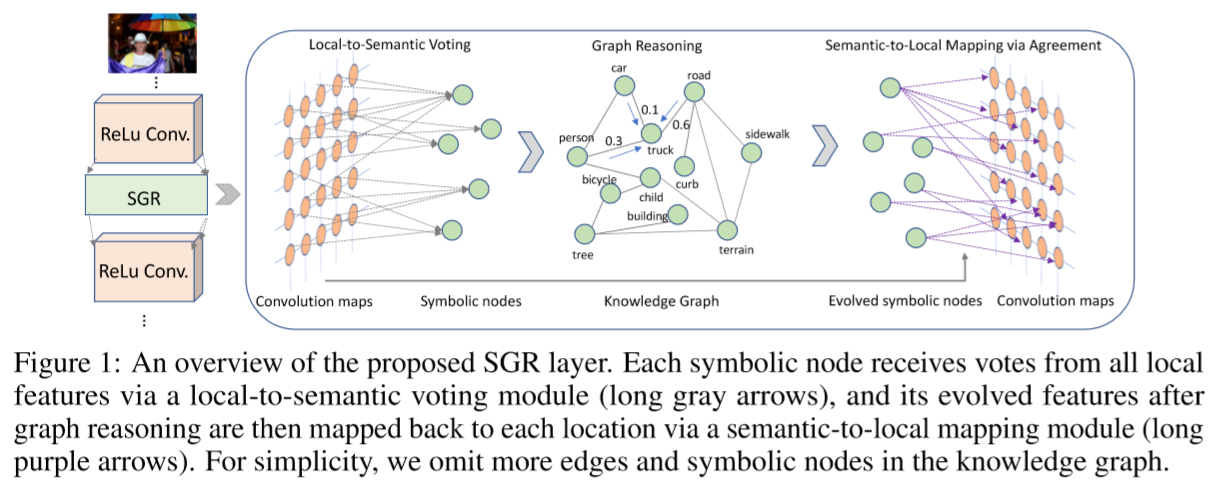 Local-to-Semantic Voting
Graph Reasoning
Semantic-to-Local Mapping via Agreement
ReLu Conv.
SGR
ReLu Conv.
car
road
0.1
0.6
person
0.3
truck
sidewalk
bicycle
curb
child
building
tree
terrain
Convolution maps
Symbolic nodes
Knowledge Graph
Evolved symbolic nodes
Convolution maps
Figure 1: An overview of the proposed SGR layer. Each symbolic node receives votes from all local
features via a local-to-semantic voting module (long gray arrows), and its evolved features after
graph reasoning are then mapped back to each location via a semantic-to-local mapping module (long
purple arrows). For simplicity, we omit more edges and symbolic nodes in the knowledge graph.